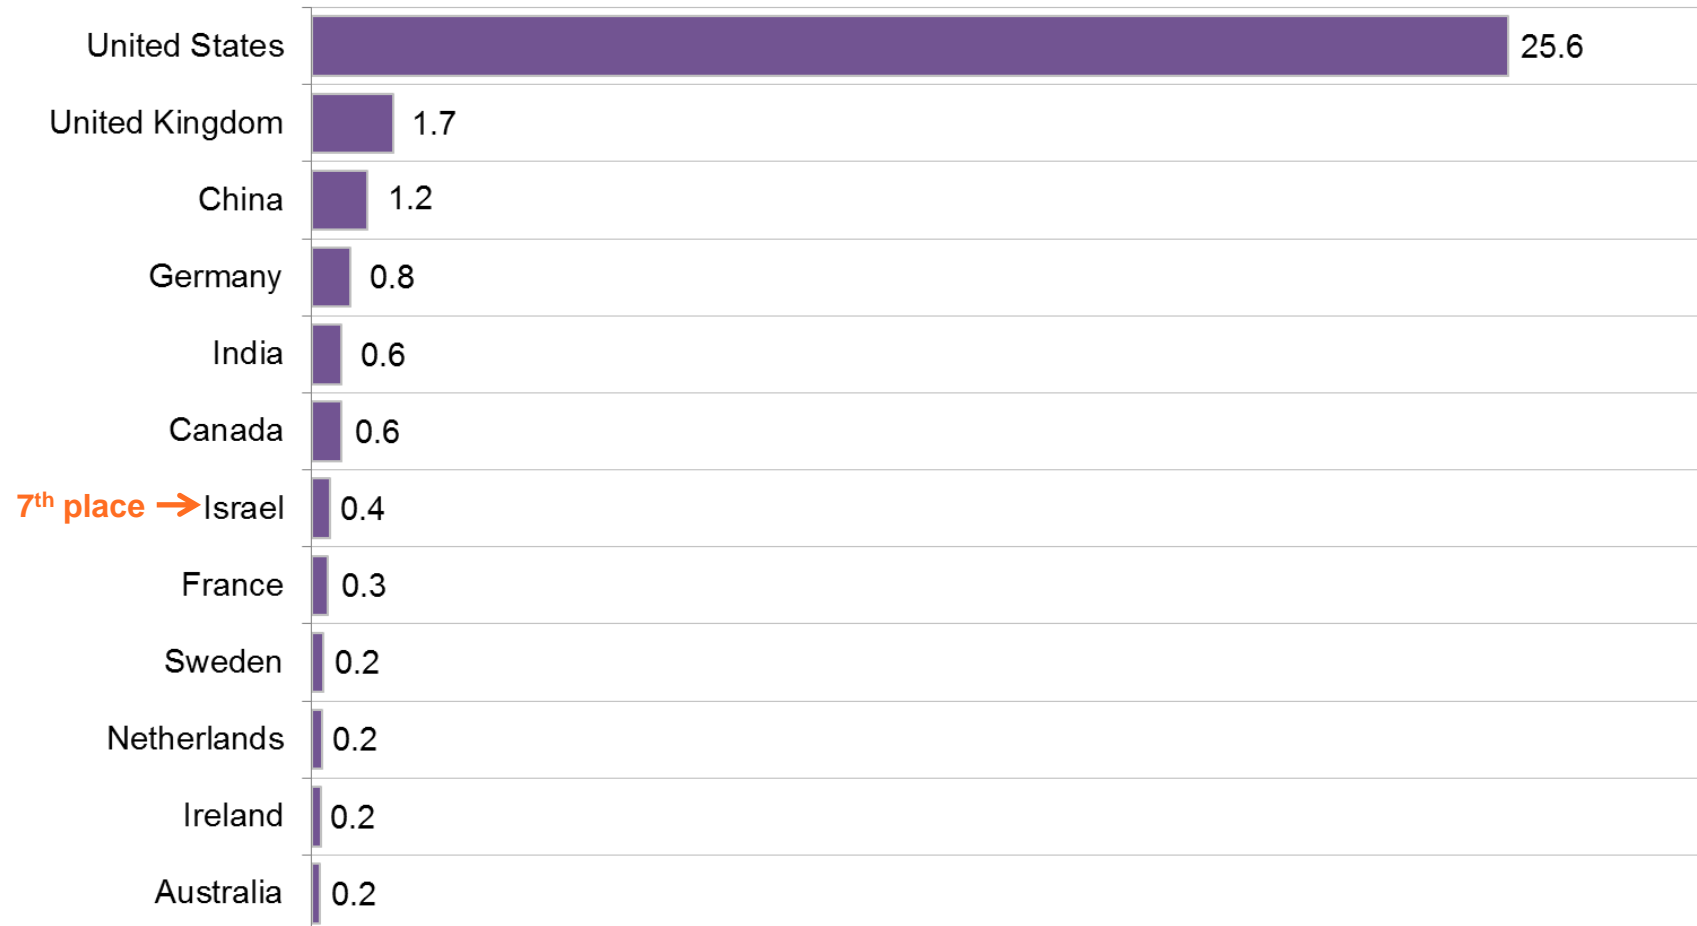 United States 25.6
United Kingdom 1.7
China 1.2
Germany 0.8
India 0.6
Canada 0.6
7th place → Israel 0.4
France 0.3
Sweden 0.2
Netherlands 0.2
Ireland 0.2
Australia 0.2